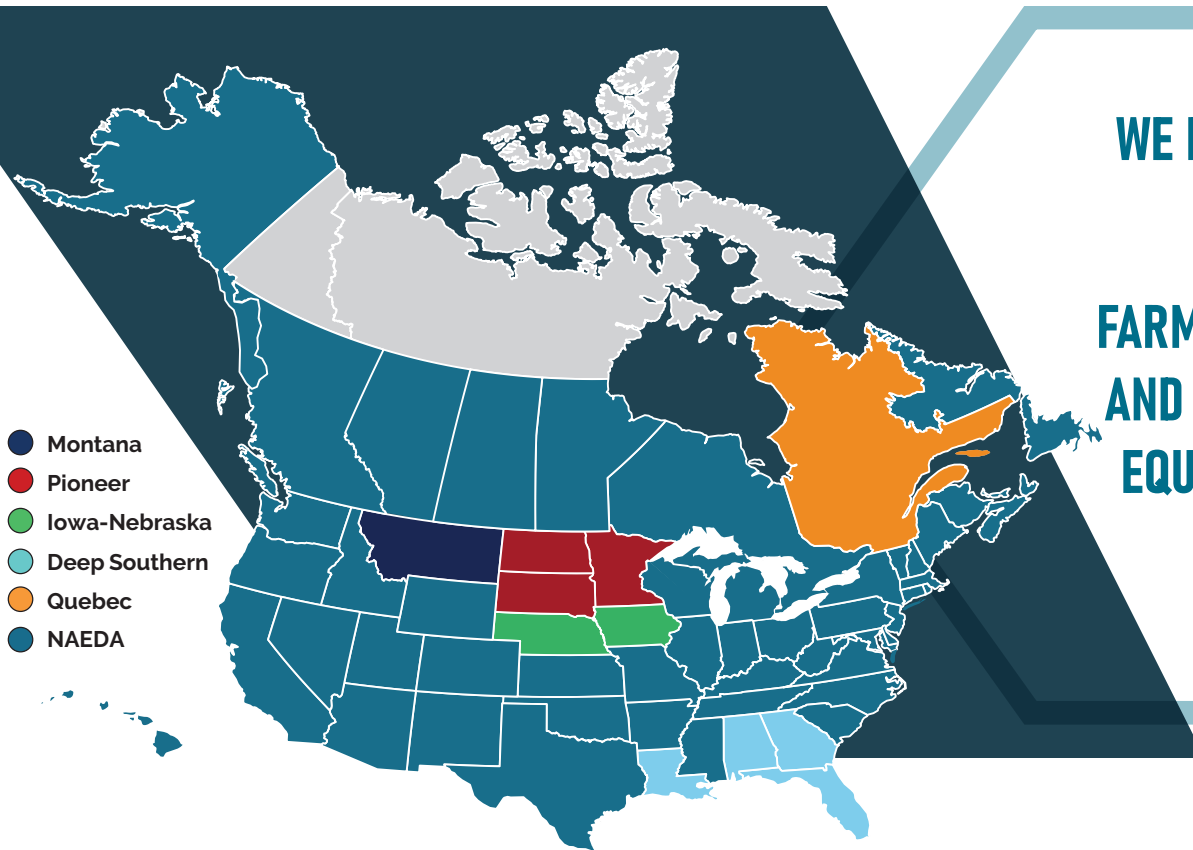 WE
FARM
AND
EQU
Montana
Pioneer
Iowa-Nebraska
Deep Southern
Quebec
NAEDA